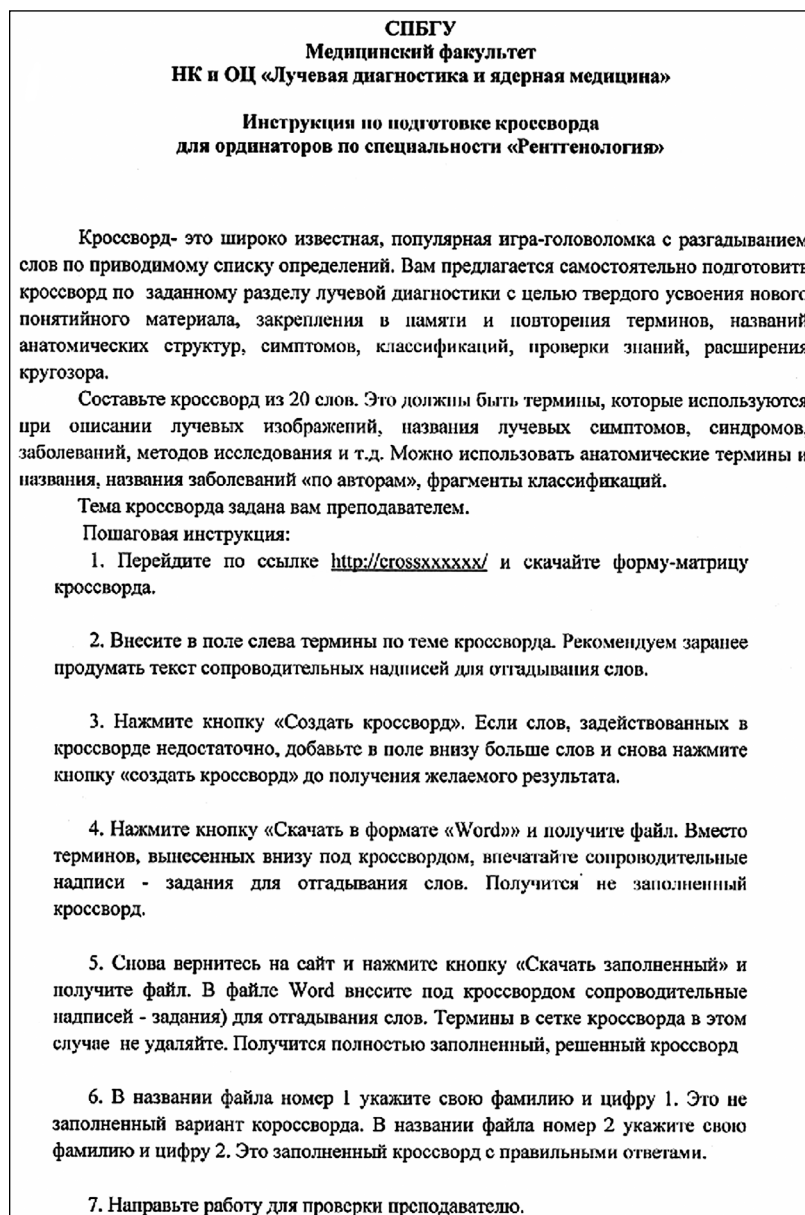 СПБГУ
Медицинский факультет
НК и ОЦ «Лучевая диагностика и ядерная медицина»
Инструкция по подготовке кроссворда
для ординаторов по специальности «Рентгенология»
Кроссворд- это широко известная, популярная игра-головоломка с разгадыванием
слов по приводимому списку определений. Вам предлагается самостоятельно подготовить
кроссворд по заданному разделу лучевой диагностики с целью твердого усвоения нового
понятийного материала, закрепления в памяти и повторения терминов, названий
анатомических структур, симптомов, классификаций, проверки знаний, расширения
кругозора.
Составьте кроссворд из 20 слов. Это должны быть термины, которые используются
при описании лучевых изображений, названия лучевых симптомов, синдромов,
заболеваний, методов исследования и т.д. Можно использовать анатомические термины и
названия, названия заболеваний «по авторам», фрагменты классификаций.
Тема кроссворда задана вам преподавателем.
Пошаговая инструкция:
1. Перейдите по ссылке http://crossxxxxxx/ и скачайте форму-матрицу
кроссворда.
2. Внесите в поле слева термины по теме кроссворда. Рекомендуем заранее
продумать текст сопроводительных надписей для отгадывания слов.
3. Нажмите кнопку «Создать кроссворд». Если слов, задействованных в
кроссворде недостаточно, добавьте в поле внизу больше слов и снова нажмите
кнопку «создать кроссворд» до получения желаемого результата.
4. Нажмите кнопку «Скачать в формате «Word»» и получите файл. Вместо
терминов, вынесенных внизу под кроссвордом, впечатайте сопроводительные
надписи - задания для отгадывания слов. Получится не заполненный
кроссворд.
5. Снова вернитесь на сайт и нажмите кнопку «Скачать заполненный» и
получите файл. В файле Word внесите под кроссвордом сопроводительные
надписей - задания) для отгадывания слов. Термины в сетке кроссворда в этом
случае не удаляйте. Получится полностью заполненный, решенный кроссворд
6. В названии файла номер 1 укажите свою фамилию и цифру 1. Это не
заполненный вариант короссворда. В названии файла номер 2 укажите свою
фамилию и цифру 2. Это заполненный кроссворд с правильными ответами.
7. Направьте работу для проверки преподавателю.